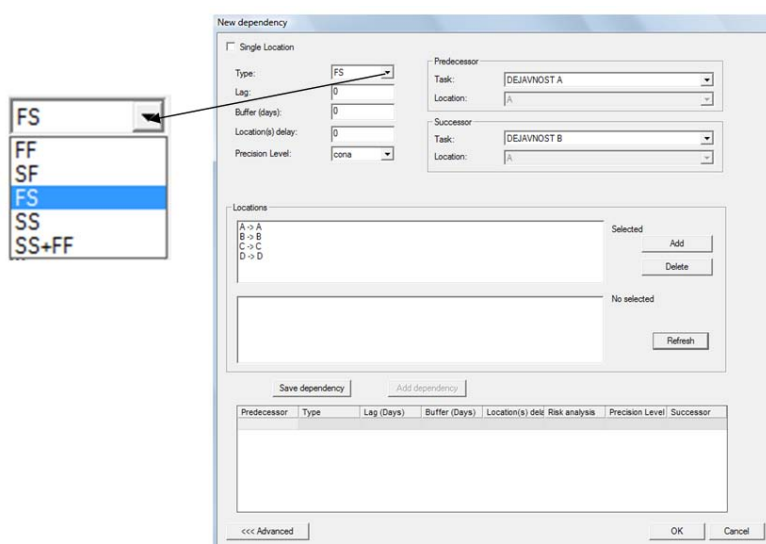 New dependency
Single Location
Type:
FS
Lag:
0
Buffer (days):
0
Location(s) delay:
0
Precision Level:
cona
Predecessor
Task:
DEJAVNOST A
Location:
A
Successor
Task:
DEJAVNOST B
Location:
A
FS
FF
SF
FS
SS
SS+FF
Locations
A -> A
B -> B
C -> C
D -> D
Selected
Add
Delete
No selected
Refresh
Save dependency
Add dependency
Predecessor Type Lag (Days) Buffer (Days) Location(s) dela Risk analysis Precision Level Successor
<<< Advanced
OK
Cancel